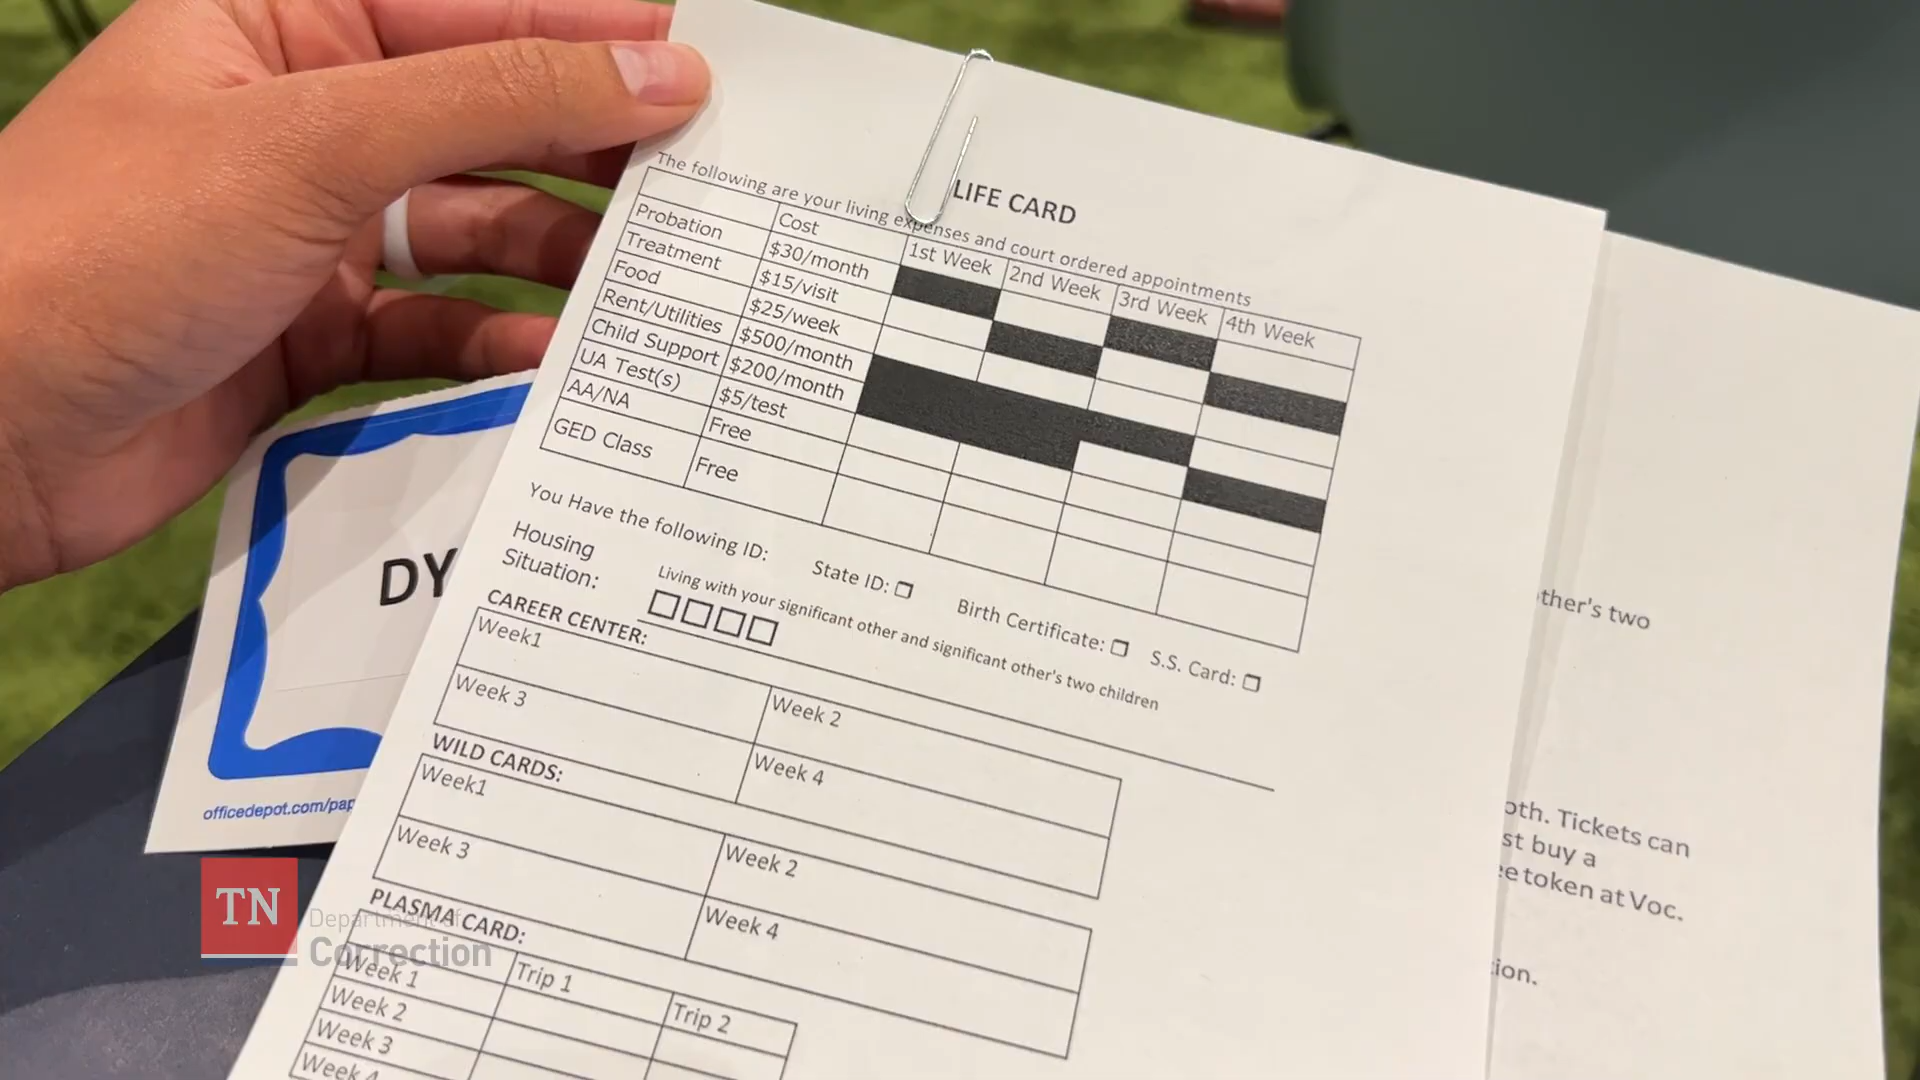 LIFE CARD
The following are your living expenses and court ordered appointments
Cost 1st Week 2nd Week 3rd Week 4th Week
Probation $30/month
Treatment $15/visit
Food $25/week
Rent/Utilities $500/month
Child Support $200/month
UA Test(s) $5/test
AA/NA Free
GED Class Free
You Have the following ID: State ID: Birth Certificate: S.S. Card:
Housing
Situation:
Living with your significant other and significant other's two children
CAREER CENTER:
Week1 Week 2
Week 3 Week 4
WILD CARDS:
Week1 Week 2
Week 3 Week 4
PLASMA CARD:
Trip 1 Trip 2
Week 1
Week 2
Week 3
Week 4
DY
officedepot.com/pap
ther's two
oth. Tickets can
st buy a
ee token at Voc.
tion.
TN
Department of
Correction